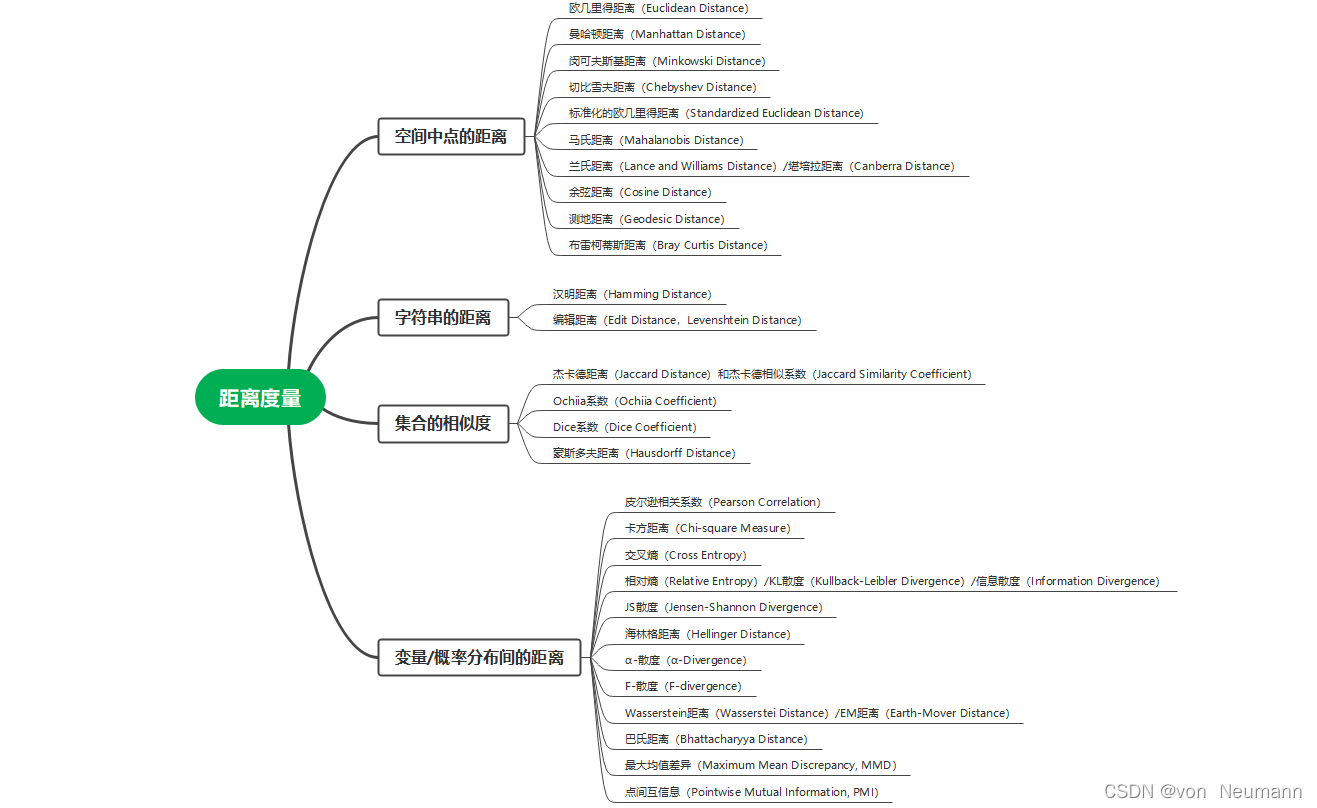 距离度量
空间中点的距离
欧几里得距离（Euclidean Distance）
曼哈顿距离（Manhattan Distance）
闵可夫斯基距离（Minkowski Distance）
切比雪夫距离（Chebyshev Distance）
标准化的欧几里得距离（Standardized Euclidean Distance）
马氏距离（Mahalanobis Distance）
兰氏距离（Lance and Williams Distance）/堪培拉距离（Canberra Distance）
余弦距离（Cosine Distance）
测地距离（Geodesic Distance）
布雷柯蒂斯距离（Bray Curtis Distance）
字符串的距离
汉明距离（Hamming Distance）
编辑距离（Edit Distance，Levenshtein Distance）
集合的相似度
杰卡德距离（Jaccard Distance）和杰卡德相似系数（Jaccard Similarity Coefficient）
Ochiia系数（Ochiia Coefficient）
Dice系数（Dice Coefficient）
豪斯多夫距离（Hausdorff Distance）
变量/概率分布间的距离
皮尔逊相关系数（Pearson Correlation）
卡方距离（Chi-square Measure）
交叉熵（Cross Entropy）
相对熵（Relative Entropy）/KL散度（Kullback-Leibler Divergence）/信息散度（Information Divergence）
JS散度（Jensen-Shannon Divergence）
海林格距离（Hellinger Distance）
α-散度（α-Divergence）
F-散度（F-divergence）
Wasserstein距离（Wasserstei Distance）/EM距离（Earth-Mover Distance）
巴氏距离（Bhattacharyya Distance）
最大均值差异（Maximum Mean Discrepancy, MMD）
点间互信息（Pointwise Mutual Information, PMI）
CSDN @von Neumann